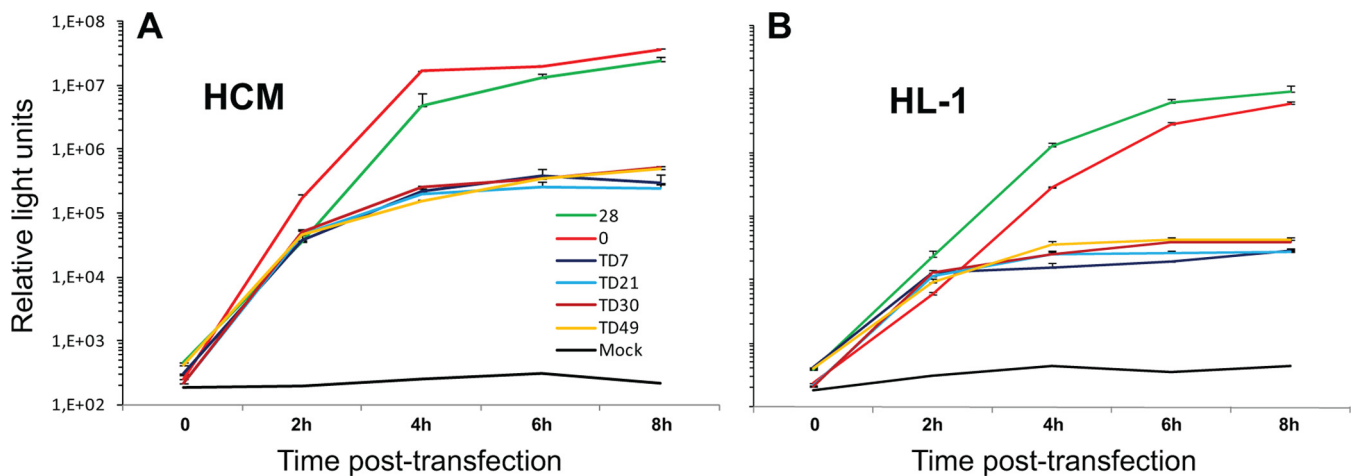 A
B
HCM
HL-1
Relative light units
1,E+08
1,E+07
1,E+06
1,E+05
1,E+04
1,E+03
1,E+02
28
0
TD7
TD21
TD30
TD49
Mock
0 2h 4h 6h 8h
0 2h 4h 6h 8h
Time post-transfection
Time post-transfection